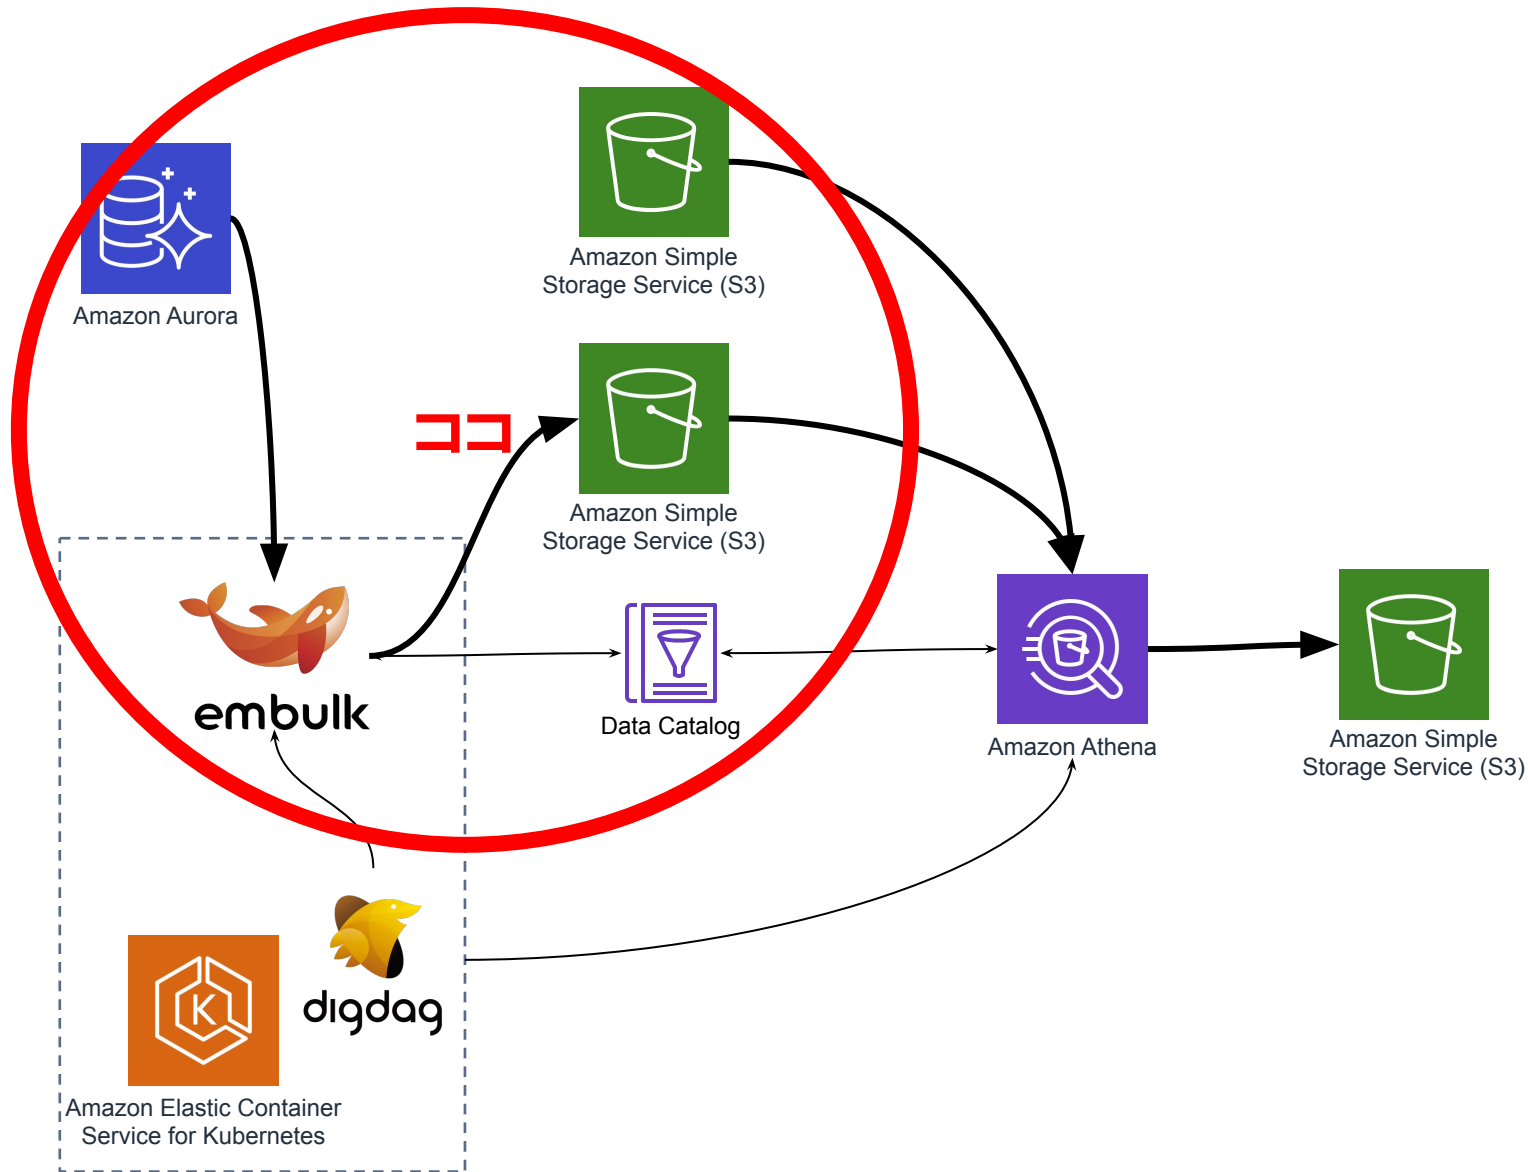 Amazon Simple
Storage Service (S3)
Amazon Aurora
ココ
Amazon Simple
Storage Service (S3)
embulk
Data Catalog
Amazon Athena
Amazon Simple
Storage Service (S3)
digdag
K
Amazon Elastic Container
Service for Kubernetes